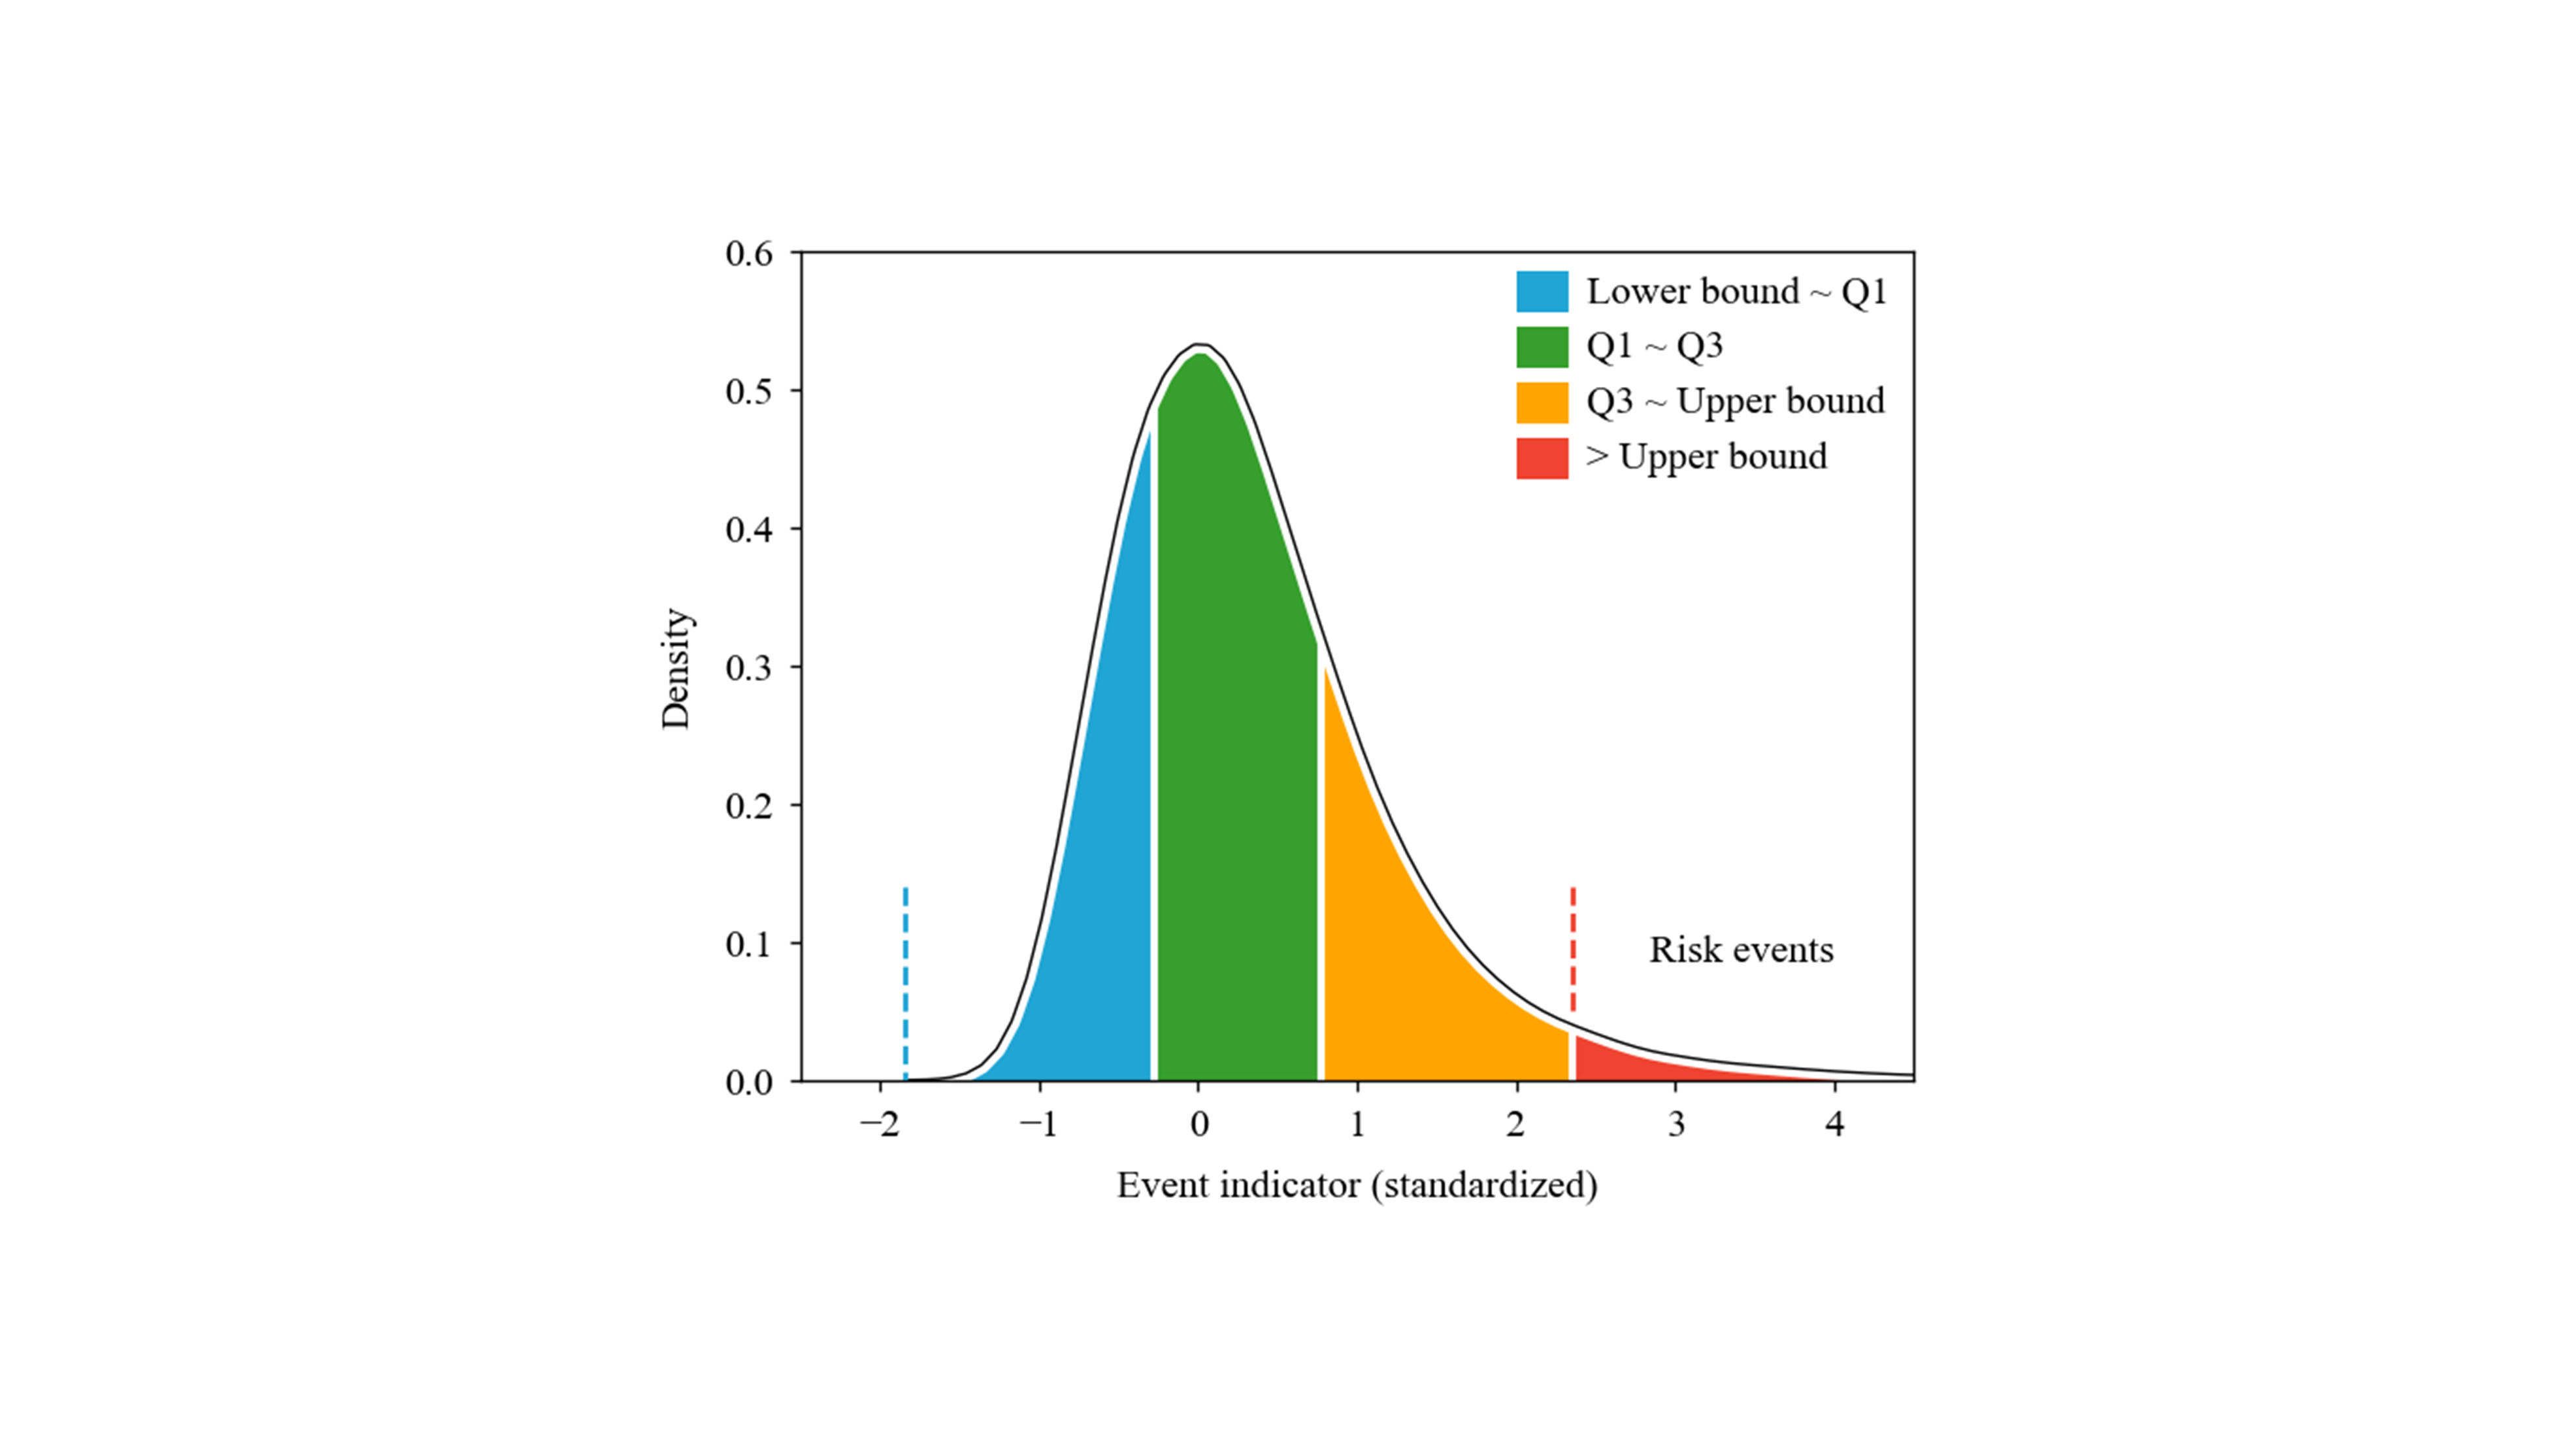 0.6
0.5
0.4
0.3
0.2
0.1
0.0
Density
Lower bound ~ Q1
Q1 ~ Q3
Q3 ~ Upper bound
> Upper bound
Risk events
−2 −1 0 1 2 3 4
Event indicator (standardized)